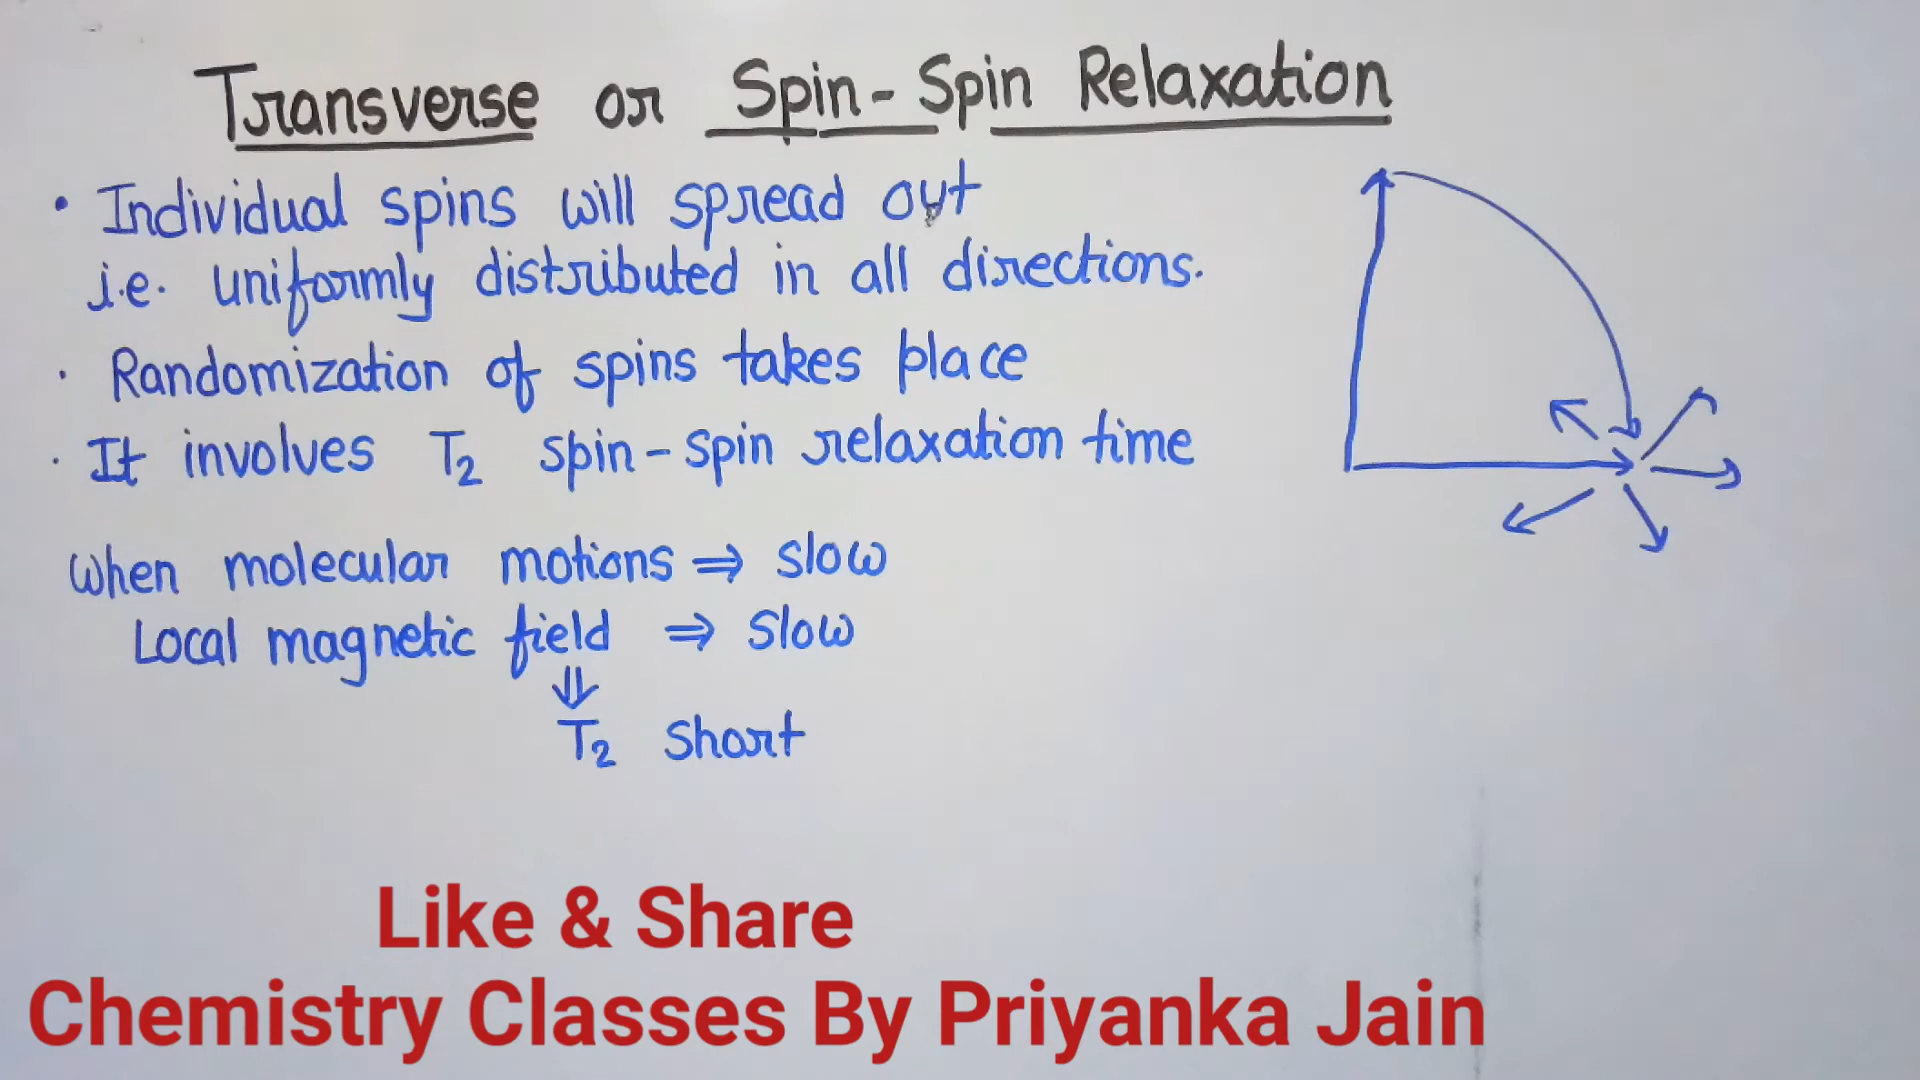 Transverse or Spin-Spin Relaxation
• Individual spins will spread out
i.e. uniformly distributed in all directions.
• Randomization of spins takes place
• It involves T₂ spin-spin relaxation time
When molecular motions ⇒ slow
Local magnetic field ⇒ slow
⇓
T₂ short
Like & Share
Chemistry Classes By Priyanka Jain